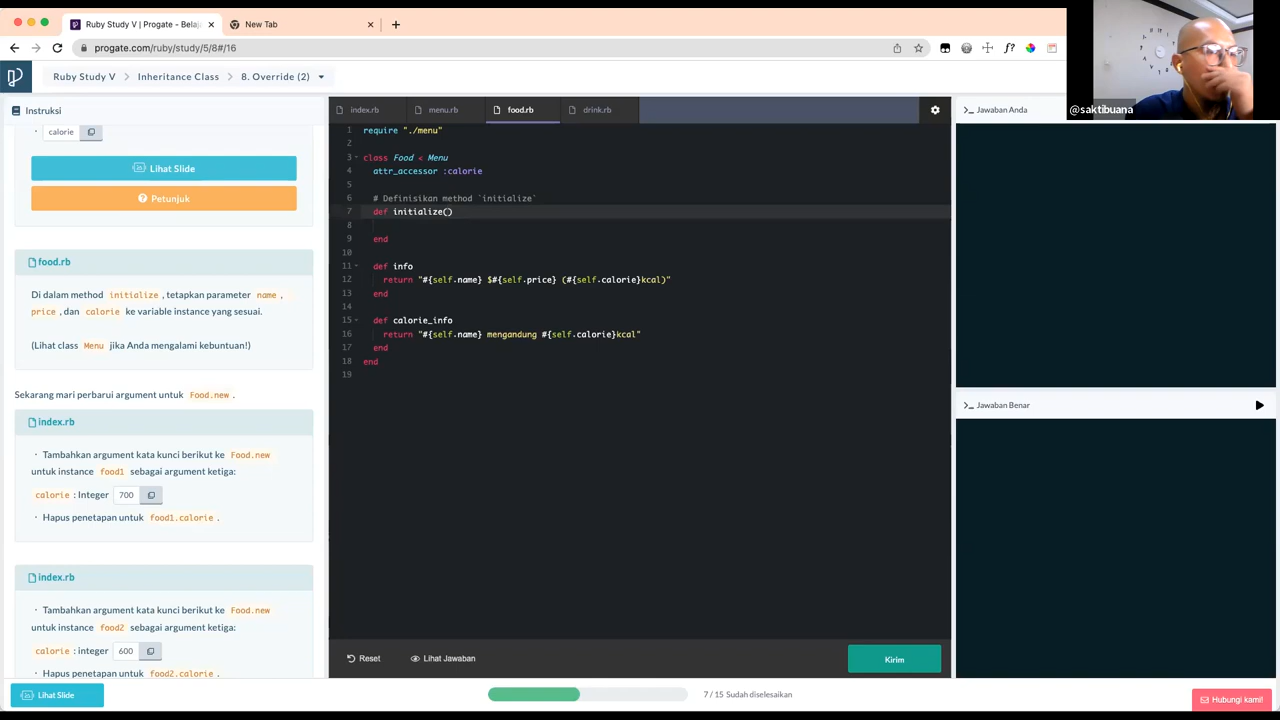 Ruby Study V | Progate - Belaja
New Tab
progate.com/ruby/study/5/8#/16
Ruby Study V
Inheritance Class
8. Override (2)
@saktibuana
Instruksi
calorie
Lihat Slide
Petunjuk
food.rb
Di dalam method initialize , tetapkan parameter name ,
price , dan calorie ke variable instance yang sesuai.
(Lihat class Menu jika Anda mengalami kebuntuan!)
Sekarang mari perbarui argument untuk Food.new .
index.rb
· Tambahkan argument kata kunci berikut ke Food.new
untuk instance food1 sebagai argument ketiga:
calorie : Integer 700
· Hapus penetapan untuk food1.calorie .
index.rb
· Tambahkan argument kata kunci berikut ke Food.new
untuk instance food2 sebagai argument ketiga:
calorie : integer 600
· Hapus penetapan untuk food2.calorie .
index.rb
menu.rb
food.rb
drink.rb
1 require "./menu"
2
3 class Food < Menu
4 attr_accessor :calorie
5
6 # Definisikan method `initialize`
7 def initialize()
8
9 end
10
11 def info
12 return "#{self.name} $#{self.price} (#{self.calorie}kcal)"
13 end
14
15 def calorie_info
16 return "#{self.name} mengandung #{self.calorie}kcal"
17 end
18 end
19
Reset
Lihat Jawaban
Kirim
Jawaban Anda
Jawaban Benar
Lihat Slide
7 / 15 Sudah diselesaikan
Hubungi kami!